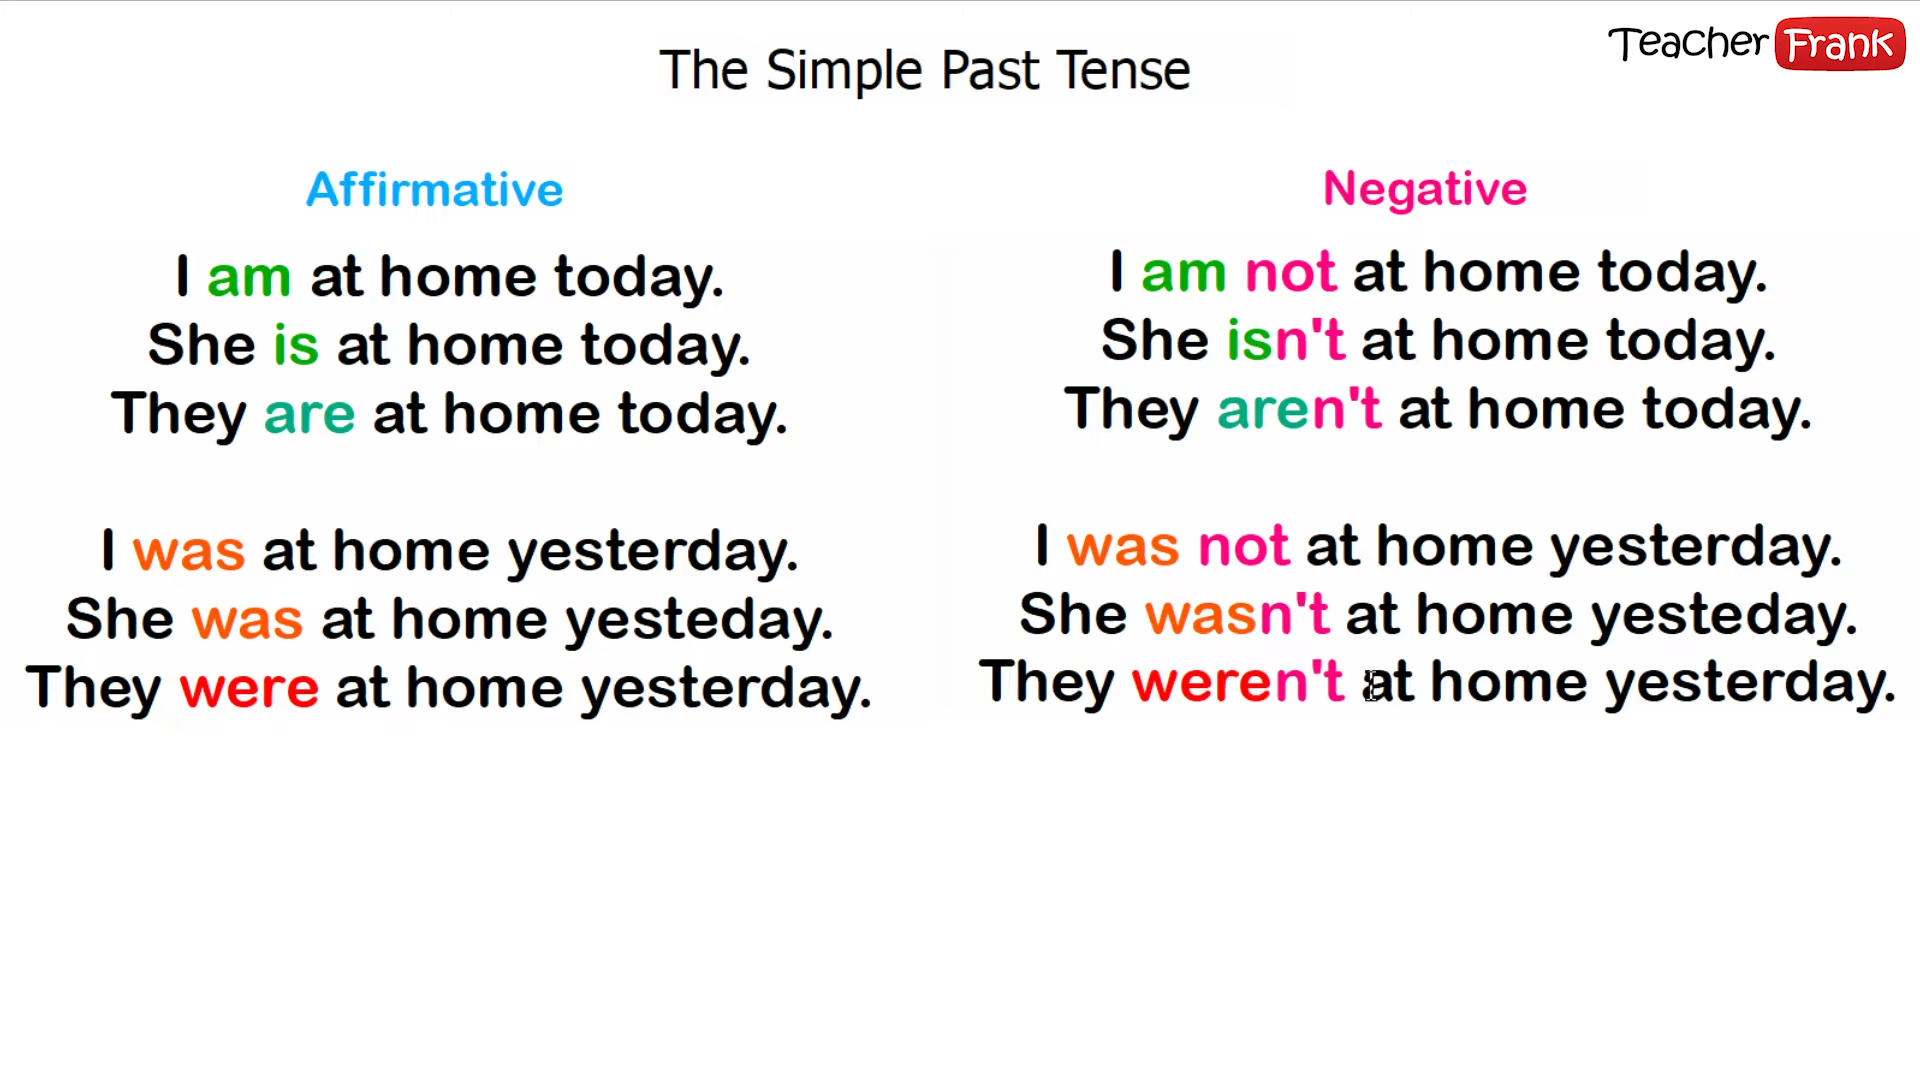 Teacher Frank
The Simple Past Tense
Affirmative
I am at home today.
She is at home today.
They are at home today.
I was at home yesterday.
She was at home yesteday.
They were at home yesterday.
Negative
I am not at home today.
She isn't at home today.
They aren't at home today.
I was not at home yesterday.
She wasn't at home yesteday.
They weren't at home yesterday.